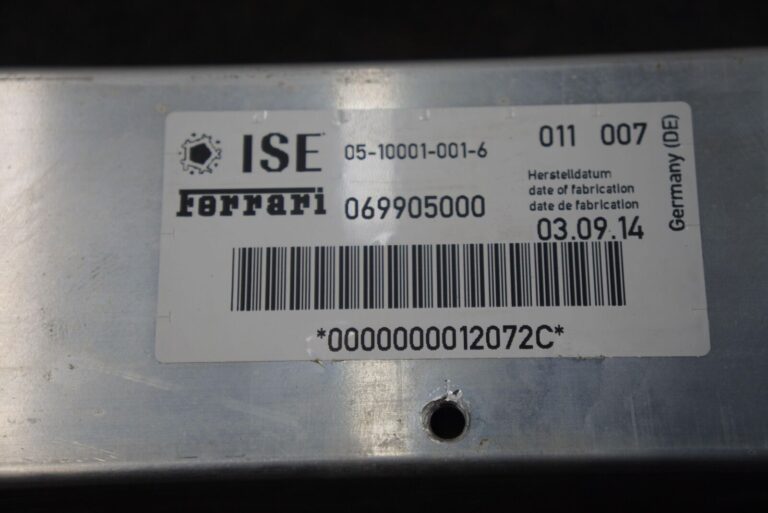 ISE 05-10001-001-6 011 007
Ferrari 069905000
Herstelldatum
date of fabrication
date de fabrication
03.09.14
Germany (DE)
*0000000012072C*